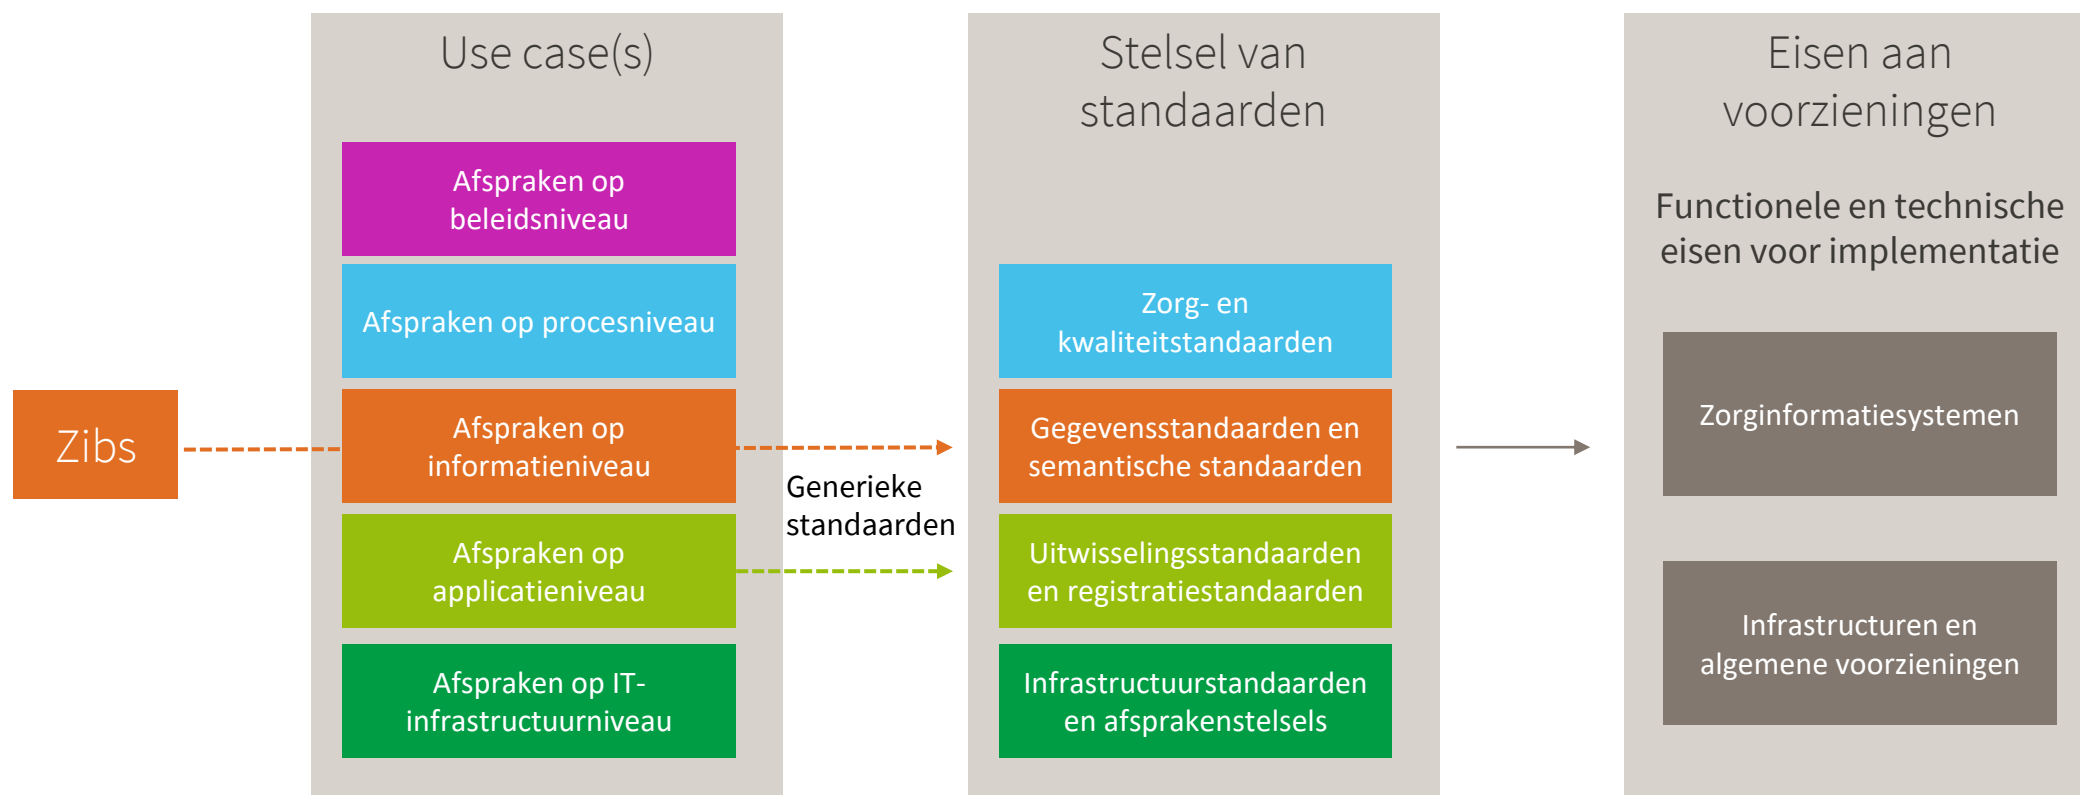 Zibs
Use case(s)
Afspraken op
beleidsniveau
Afspraken op procesniveau
Afspraken op
informatieniveau
Afspraken op
applicatieniveau
Afspraken op IT-
infrastructuurniveau
Generieke
standaarden
Stelsel van
standaarden
Zorg- en
kwaliteitstandaarden
Gegevensstandaarden en
semantische standaarden
Uitwisselingsstandaarden
en registratiestandaarden
Infrastructuurstandaarden
en afsprakenstelsels
Eisen aan
voorzieningen
Functionele en technische
eisen voor implementatie
Zorginformatiesystemen
Infrastructuren en
algemene voorzieningen